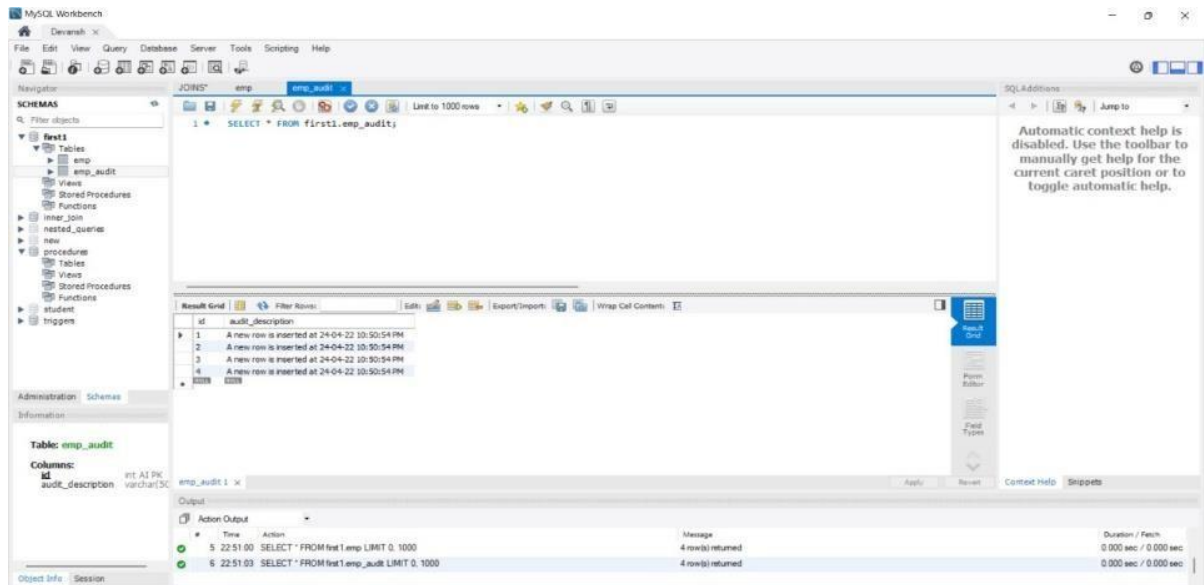 MySQL Workbench
Devansh ×
File Edit View Query Database Server Tools Scripting Help
Navigator
SCHEMAS
Filter objects
first1
Tables
emp
emp_audit
Views
Stored Procedures
Functions
inner_join
nested_queries
new
procedures
Tables
Views
Stored Procedures
Functions
student
triggers
Administration Schemas
Information
Table: emp_audit
Columns:
id int AI PK
audit_description
Object Info Session
JOINS* emp emp_audit ×
Limit to 1000 rows
1 SELECT * FROM first1.emp_audit;
Result Grid Filter Rows: Edit: Export/Import: Wrap Cell Content:
id audit_description
1 A new row is inserted at 24-04-22 10:50:54 PM
2 A new row is inserted at 24-04-22 10:50:54 PM
3 A new row is inserted at 24-04-22 10:50:54 PM
4 A new row is inserted at 24-04-22 10:50:54 PM
NULL NULL
Result Grid
Form Editor
Field Types
emp_audit 1 × Apply Revert
SQLAdditions
Jump to
Automatic context help is
disabled. Use the toolbar to
manually get help for the
current caret position or to
toggle automatic help.
Context Help Snippets
Output
Action Output
# Time Action Message Duration / Fetch
5 22:51:00 SELECT * FROM first1.emp LIMIT 0, 1000 4 row(s) returned 0.000 sec / 0.000 sec
6 22:51:03 SELECT * FROM first1.emp_audit LIMIT 0, 1000 4 row(s) returned 0.000 sec / 0.000 sec